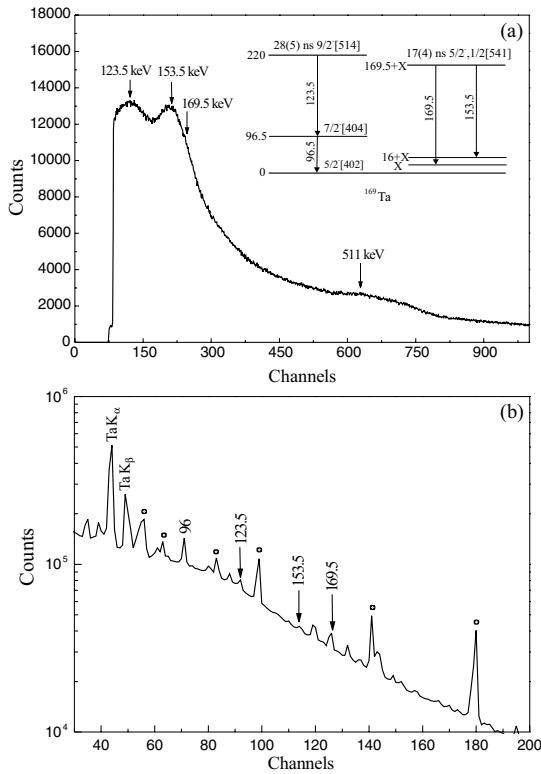 18000
16000
14000
12000
10000
8000
6000
4000
2000
0
Counts
0 150 300 450 600 750 900
Channels
(a)
123.5 keV
153.5 keV
169.5 keV
511 keV
28(5) ns 9/2⁻[514]
220
123.5
7/2⁻[404]
96.5
96.5
5/2⁻[402]
0
17(4) ns 5/2⁻,1/2[541]
169.5+X
169.5
153.5
16+X
X
¹⁶⁹Ta
(b)
10⁶
10⁵
10⁴
Counts
Ta Kα
Ta Kβ
96
123.5
153.5
169.5
40 60 80 100 120 140 160 180 200
Channels